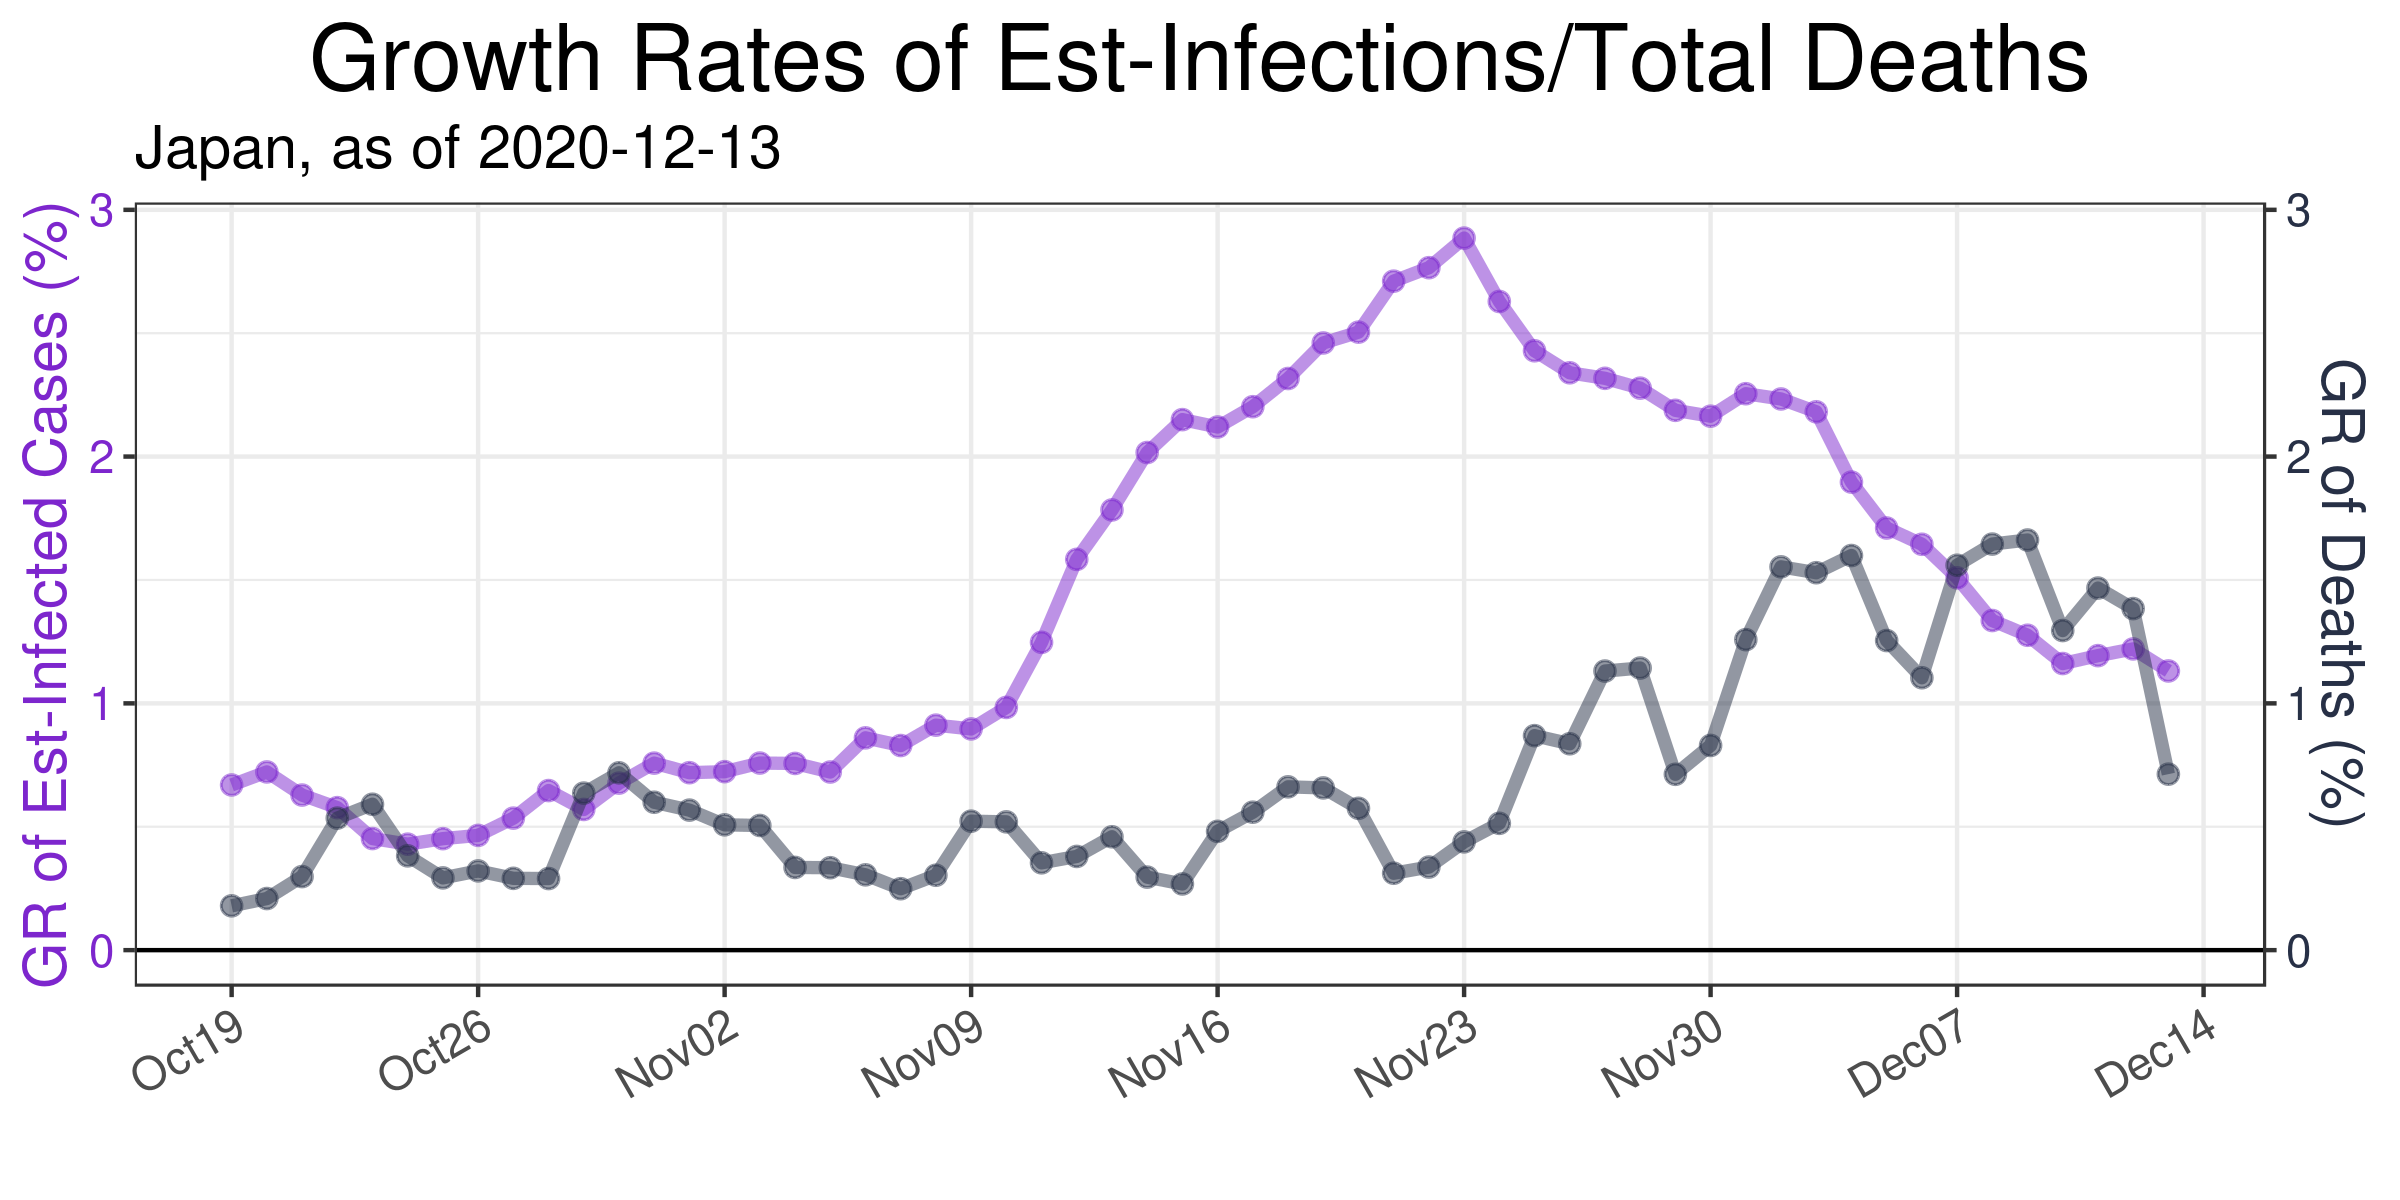 Growth Rates of Est-Infections/Total Deaths
Japan, as of 2020-12-13
GR of Est-Infected Cases (%)
3
2
1
0
3
2
1
0
GR of Deaths (%)
Oct19
Oct26
Nov02
Nov09
Nov16
Nov23
Nov30
Dec07
Dec14